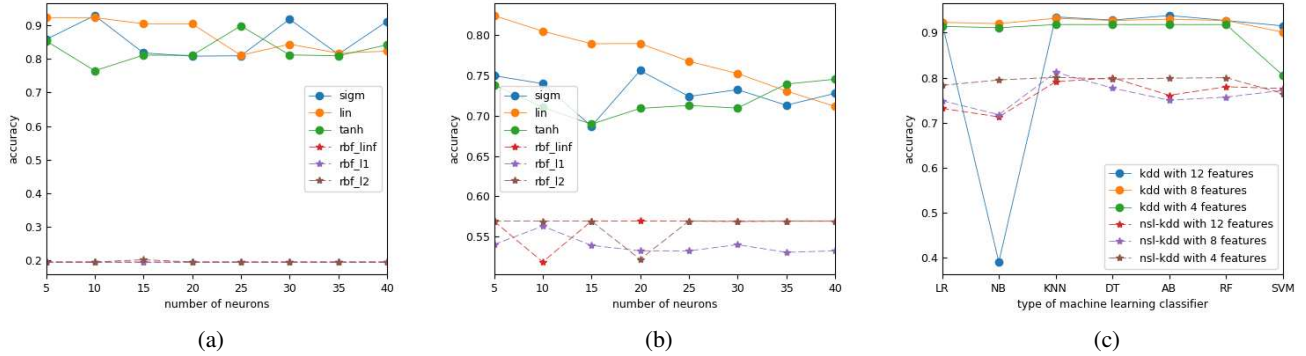 0.9
0.8
0.7
0.6
0.5
0.4
0.3
0.2
accuracy
sigm
lin
tanh
rbf_linf
rbf_l1
rbf_l2
5 10 15 20 25 30 35 40
number of neurons
(a)
0.80
0.75
0.70
0.65
0.60
0.55
accuracy
sigm
lin
tanh
rbf_linf
rbf_l1
rbf_l2
5 10 15 20 25 30 35 40
number of neurons
(b)
0.9
0.8
0.7
0.6
0.5
0.4
accuracy
kdd with 12 features
kdd with 8 features
kdd with 4 features
nsl-kdd with 12 features
nsl-kdd with 8 features
nsl-kdd with 4 features
LR NB KNN DT AB RF SVM
type of machine learning classifier
(c)